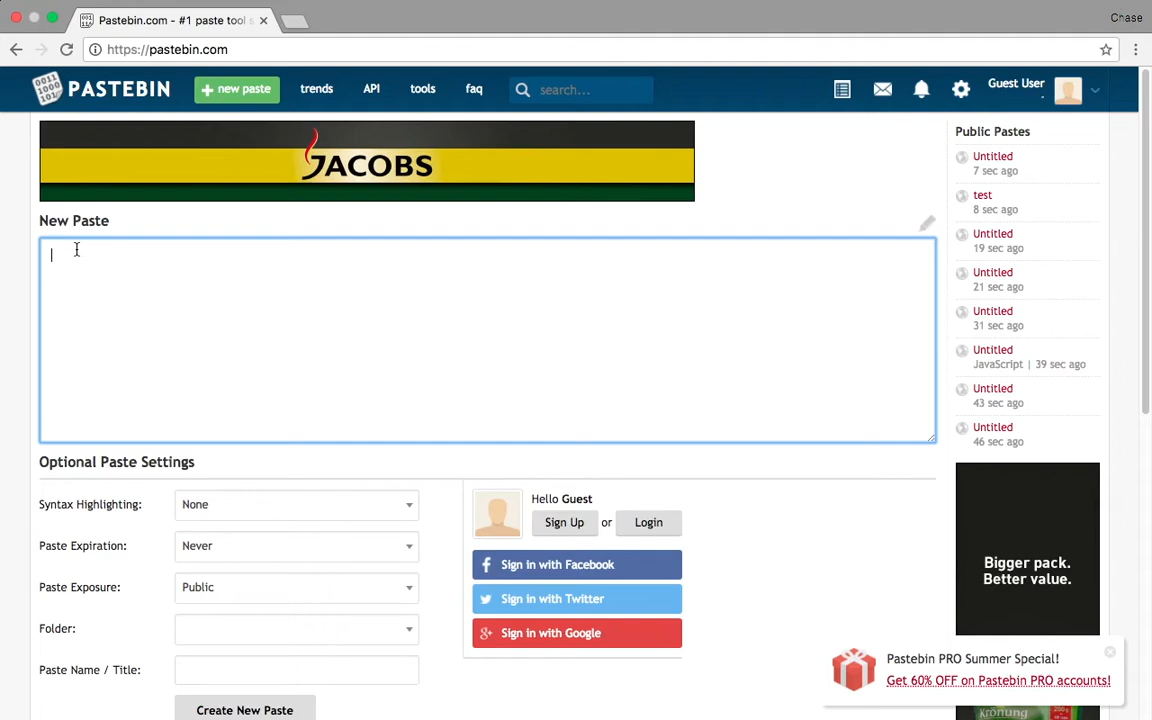 Pastebin.com - #1 paste tool s
Chase
https://pastebin.com
PASTEBIN
+ new paste
trends
API
tools
faq
search...
Guest User
JACOBS
Public Pastes
Untitled
7 sec ago
test
8 sec ago
Untitled
19 sec ago
Untitled
21 sec ago
Untitled
31 sec ago
Untitled
JavaScript | 39 sec ago
Untitled
43 sec ago
Untitled
46 sec ago
New Paste
Optional Paste Settings
Syntax Highlighting: None
Paste Expiration: Never
Paste Exposure: Public
Folder:
Paste Name / Title:
Create New Paste
Hello Guest
Sign Up or Login
Sign in with Facebook
Sign in with Twitter
Sign in with Google
Bigger pack.
Better value.
Pastebin PRO Summer Special!
Get 60% OFF on Pastebin PRO accounts!
Krönung